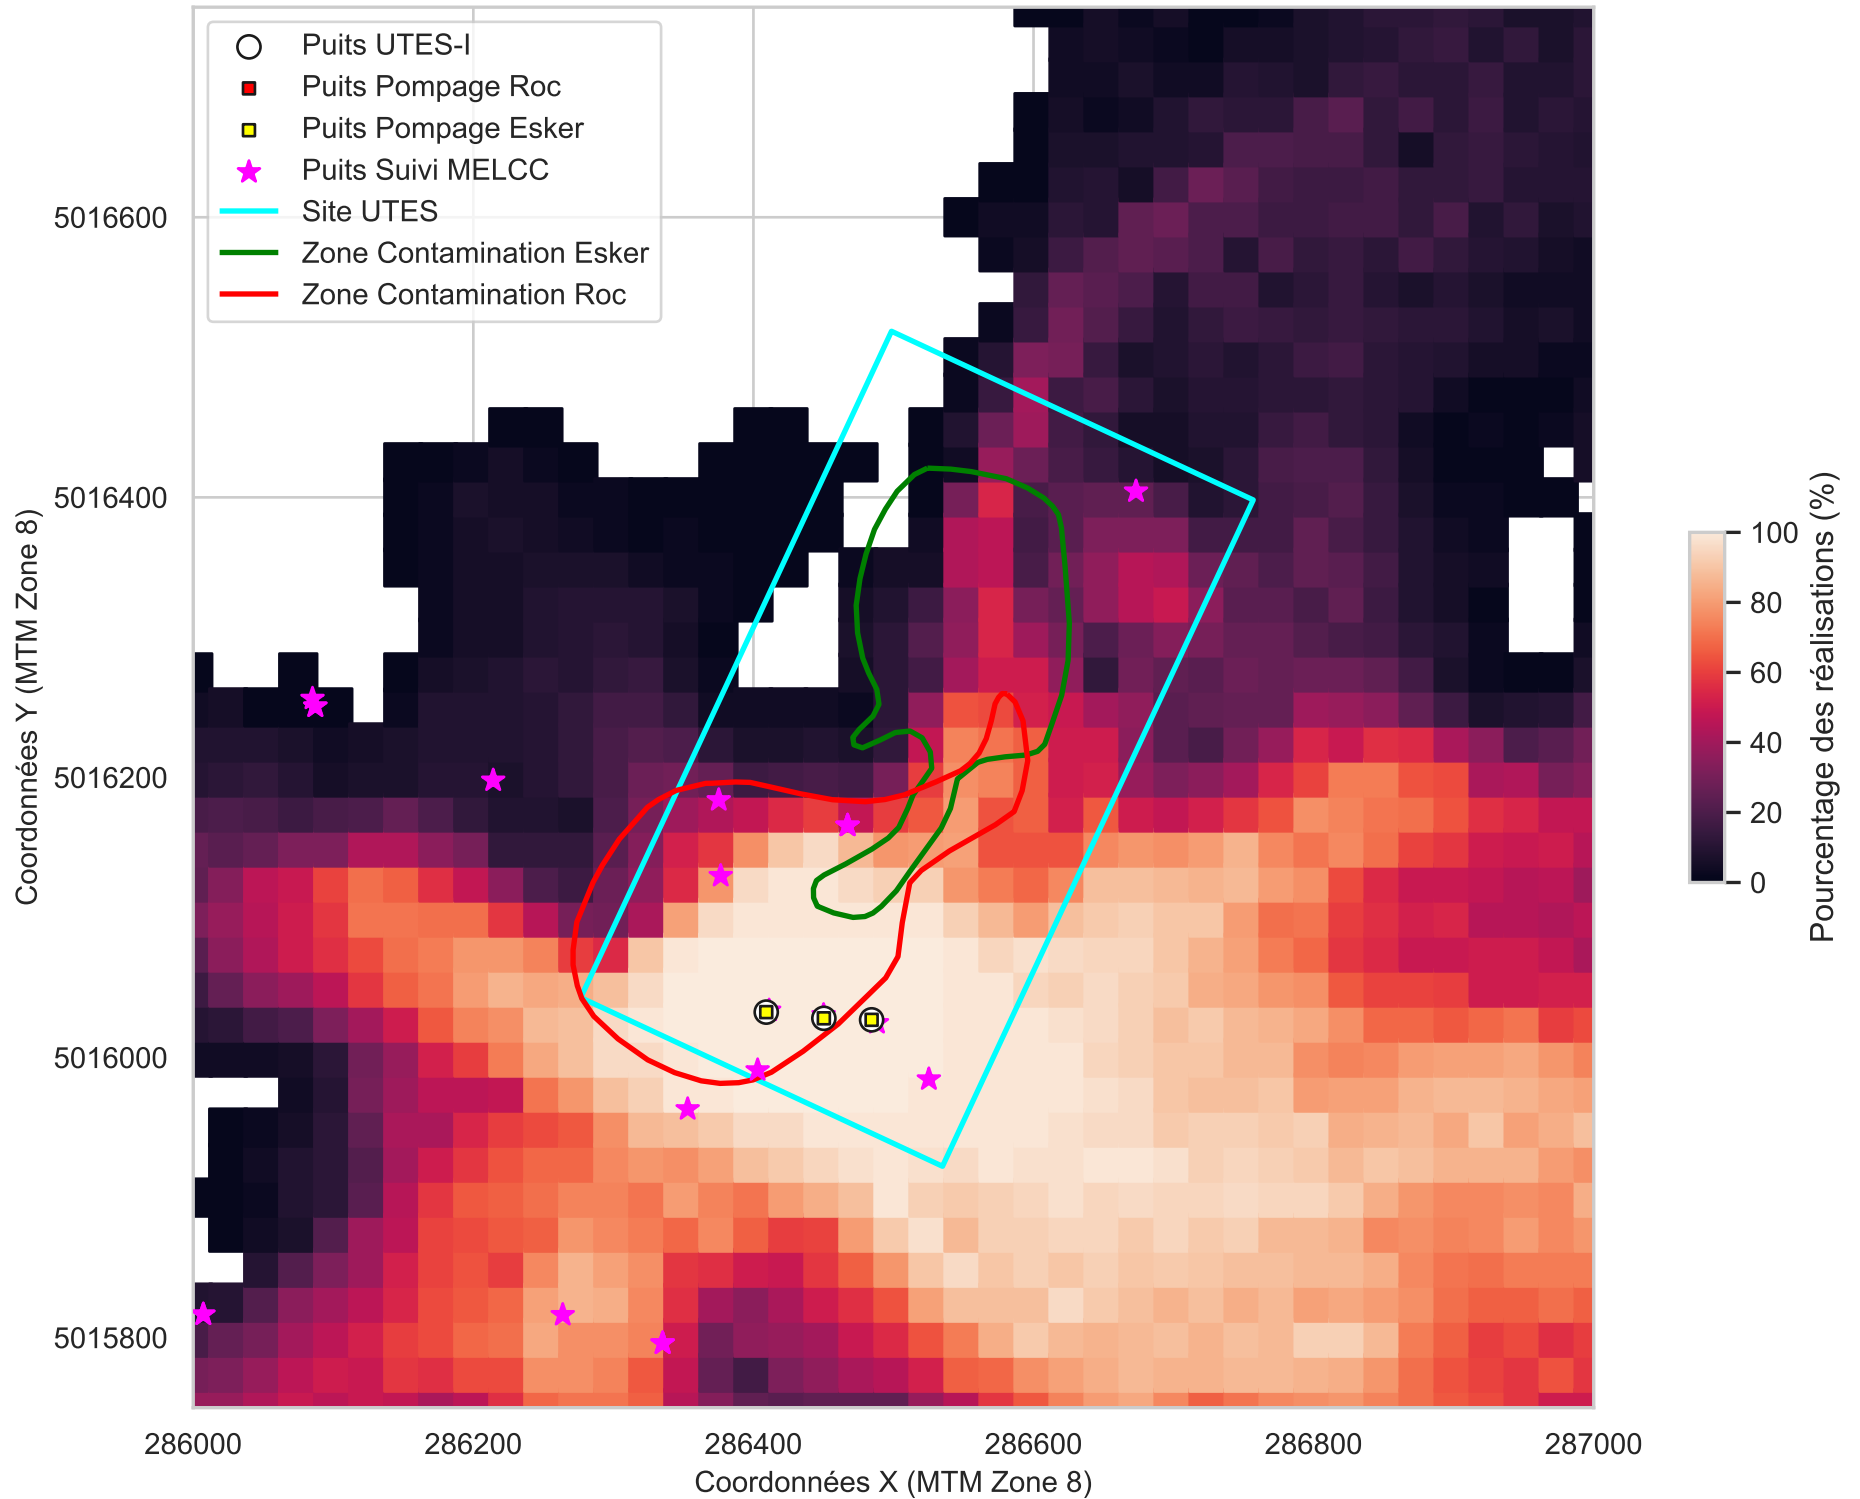 Puits UTES-I
Puits Pompage Roc
Puits Pompage Esker
Puits Suivi MELCC
Site UTES
Zone Contamination Esker
Zone Contamination Roc
5016600
5016400
5016200
5016000
5015800
Coordonnées Y (MTM Zone 8)
286000 286200 286400 286600 286800 287000
Coordonnées X (MTM Zone 8)
100
80
60
40
20
0
Pourcentage des réalisations (%)